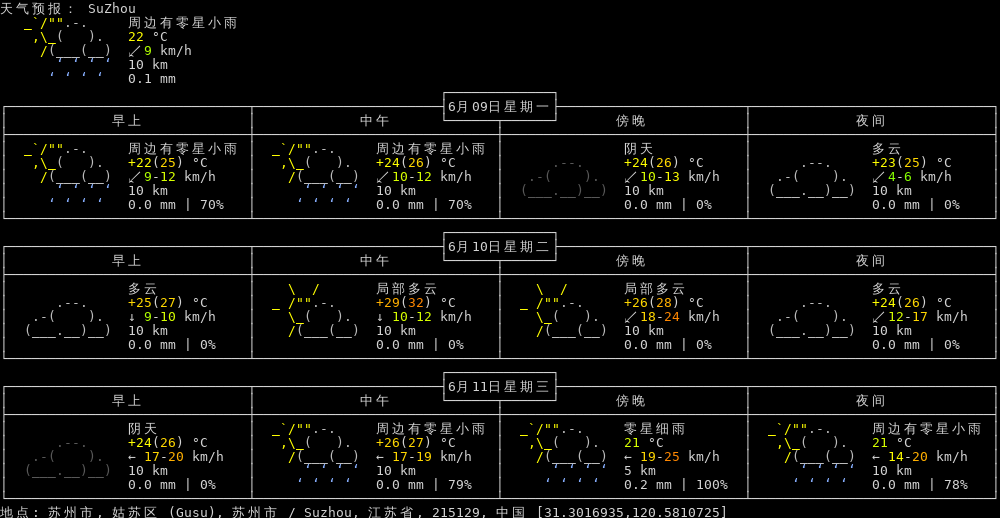 天气预报: SuZhou
周边有零星小雨
22 °C
↙ 9 km/h
10 km
0.1 mm
6月09日星期一
早上 中午 傍晚 夜间
周边有零星小雨 周边有零星小雨 阴天 多云
+22(25) °C +24(26) °C +24(26) °C +23(25) °C
↙ 9-12 km/h ↙ 10-12 km/h ↙ 10-13 km/h ↙ 4-6 km/h
10 km 10 km 10 km 10 km
0.0 mm | 70% 0.0 mm | 70% 0.0 mm | 0% 0.0 mm | 0%
6月10日星期二
早上 中午 傍晚 夜间
多云 局部多云 局部多云 多云
+25(27) °C +29(32) °C +26(28) °C +24(26) °C
↓ 9-10 km/h ↓ 10-12 km/h ↙ 18-24 km/h ↙ 12-17 km/h
10 km 10 km 10 km 10 km
0.0 mm | 0% 0.0 mm | 0% 0.0 mm | 0% 0.0 mm | 0%
6月11日星期三
早上 中午 傍晚 夜间
阴天 周边有零星小雨 零星细雨 周边有零星小雨
+24(26) °C +26(27) °C 21 °C 21 °C
← 17-20 km/h ← 17-19 km/h ← 19-25 km/h ← 14-20 km/h
10 km 10 km 5 km 10 km
0.0 mm | 0% 0.0 mm | 79% 0.2 mm | 100% 0.0 mm | 78%
地点: 苏州市, 姑苏区 (Gusu), 苏州市 / Suzhou, 江苏省, 215129, 中国 [31.3016935,120.5810725]